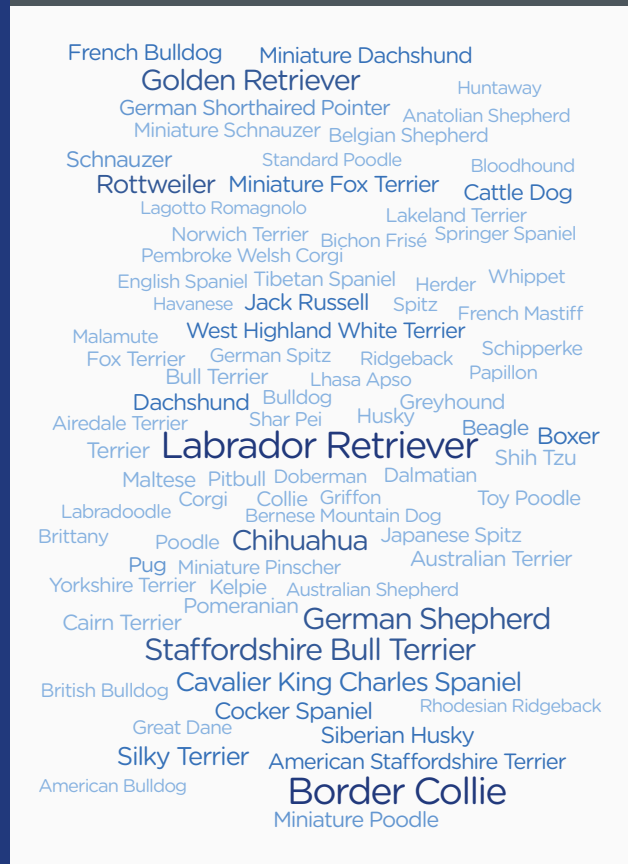 French Bulldog Miniature Dachshund
Golden Retriever Huntaway
German Shorthaired Pointer Anatolian Shepherd
Miniature Schnauzer Belgian Shepherd
Schnauzer Standard Poodle Bloodhound
Rottweiler Miniature Fox Terrier Cattle Dog
Lagotto Romagnolo Lakeland Terrier
Norwich Terrier Bichon Frisé Springer Spaniel
Pembroke Welsh Corgi
English Spaniel Tibetan Spaniel Herder Whippet
Havanese Jack Russell Spitz French Mastiff
Malamute West Highland White Terrier
Fox Terrier German Spitz Ridgeback Schipperke
Bull Terrier Lhasa Apso Papillon
Dachshund Bulldog Greyhound
Airedale Terrier Shar Pei Husky Beagle Boxer
Terrier Labrador Retriever Shih Tzu
Maltese Pitbull Doberman Dalmatian
Corgi Collie Griffon Toy Poodle
Labradoodle Bernese Mountain Dog
Brittany Poodle Chihuahua Japanese Spitz
Pug Miniature Pinscher Australian Terrier
Yorkshire Terrier Kelpie Australian Shepherd
Pomeranian
Cairn Terrier German Shepherd
Staffordshire Bull Terrier
British Bulldog Cavalier King Charles Spaniel
Cocker Spaniel Rhodesian Ridgeback
Great Dane Siberian Husky
Silky Terrier American Staffordshire Terrier
American Bulldog Border Collie
Miniature Poodle